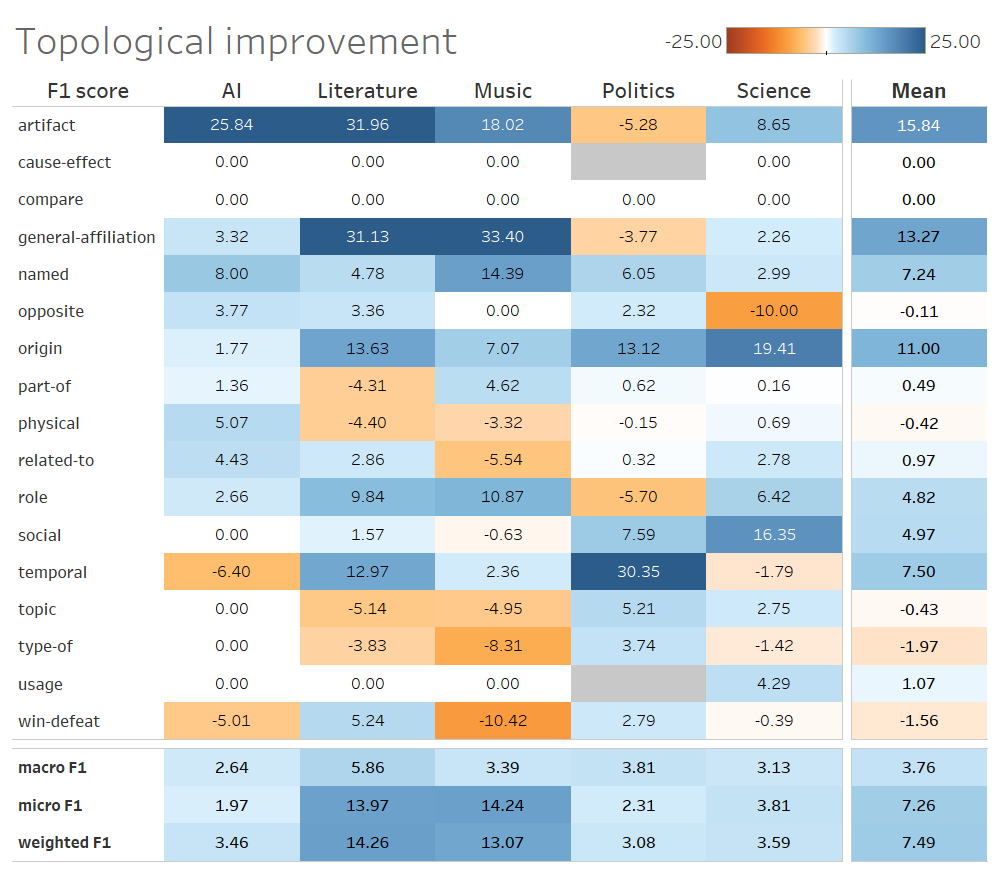 Topological improvement
-25.00 25.00
F1 score AI Literature Music Politics Science Mean
artifact 25.84 31.96 18.02 -5.28 8.65 15.84
cause-effect 0.00 0.00 0.00 0.00 0.00
compare 0.00 0.00 0.00 0.00 0.00 0.00
general-affiliation 3.32 31.13 33.40 -3.77 2.26 13.27
named 8.00 4.78 14.39 6.05 2.99 7.24
opposite 3.77 3.36 0.00 2.32 -10.00 -0.11
origin 1.77 13.63 7.07 13.12 19.41 11.00
part-of 1.36 -4.31 4.62 0.62 0.16 0.49
physical 5.07 -4.40 -3.32 -0.15 0.69 -0.42
related-to 4.43 2.86 -5.54 0.32 2.78 0.97
role 2.66 9.84 10.87 -5.70 6.42 4.82
social 0.00 1.57 -0.63 7.59 16.35 4.97
temporal -6.40 12.97 2.36 30.35 -1.79 7.50
topic 0.00 -5.14 -4.95 5.21 2.75 -0.43
type-of 0.00 -3.83 -8.31 3.74 -1.42 -1.97
usage 0.00 0.00 0.00 4.29 1.07
win-defeat -5.01 5.24 -10.42 2.79 -0.39 -1.56
macro F1 2.64 5.86 3.39 3.81 3.13 3.76
micro F1 1.97 13.97 14.24 2.31 3.81 7.26
weighted F1 3.46 14.26 13.07 3.08 3.59 7.49